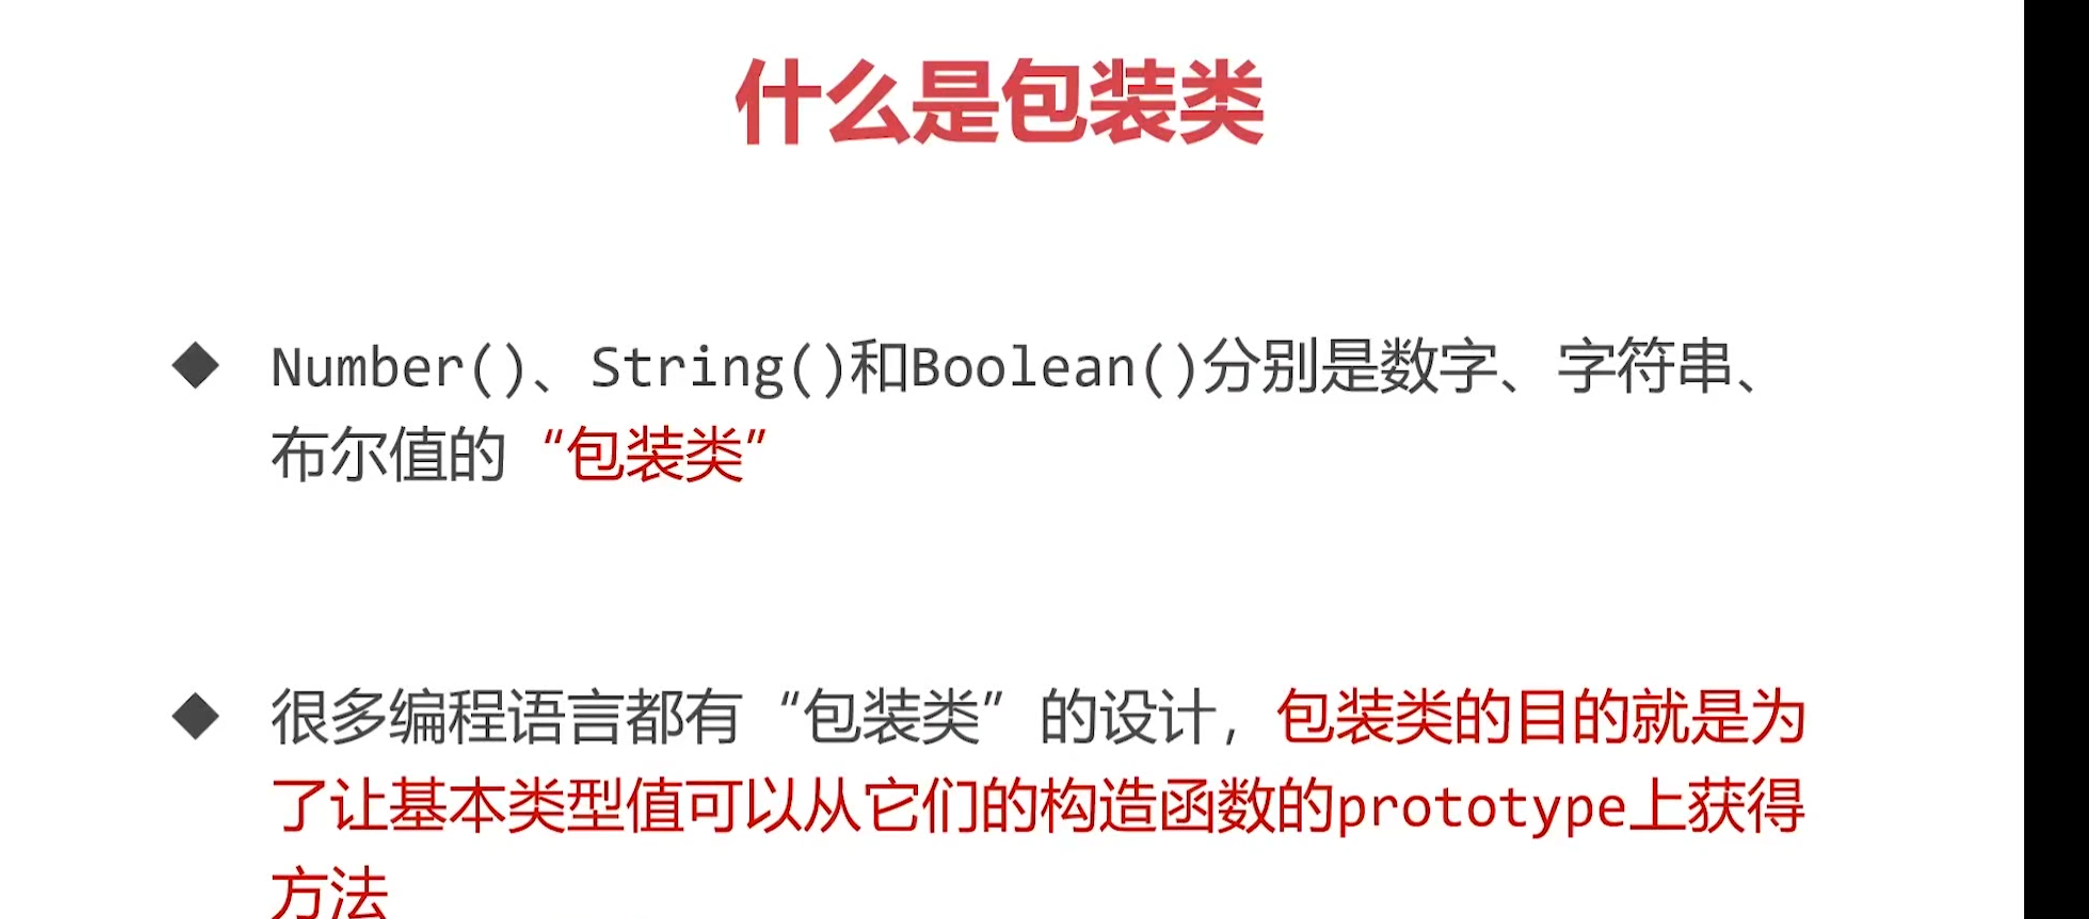 什么是包装类
Number()、String()和Boolean()分别是数字、字符串、
布尔值的“包装类”
很多编程语言都有“包装类”的设计，包装类的目的就是为
了让基本类型值可以从它们的构造函数的prototype上获得
方法